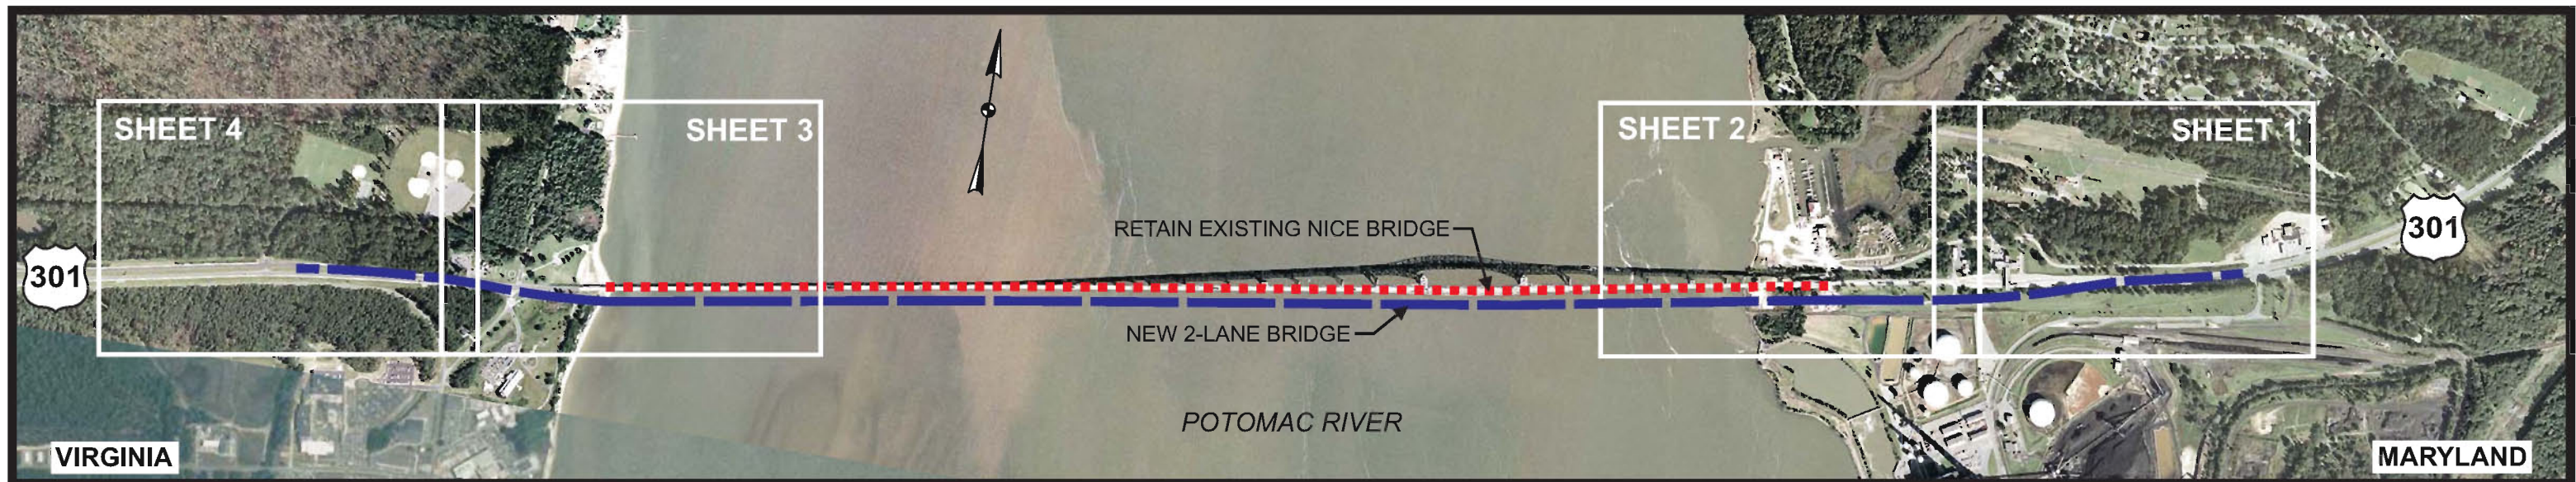 SHEET 4
SHEET 3
SHEET 2
SHEET 1
RETAIN EXISTING NICE BRIDGE
301
301
NEW 2-LANE BRIDGE
POTOMAC RIVER
VIRGINIA
MARYLAND